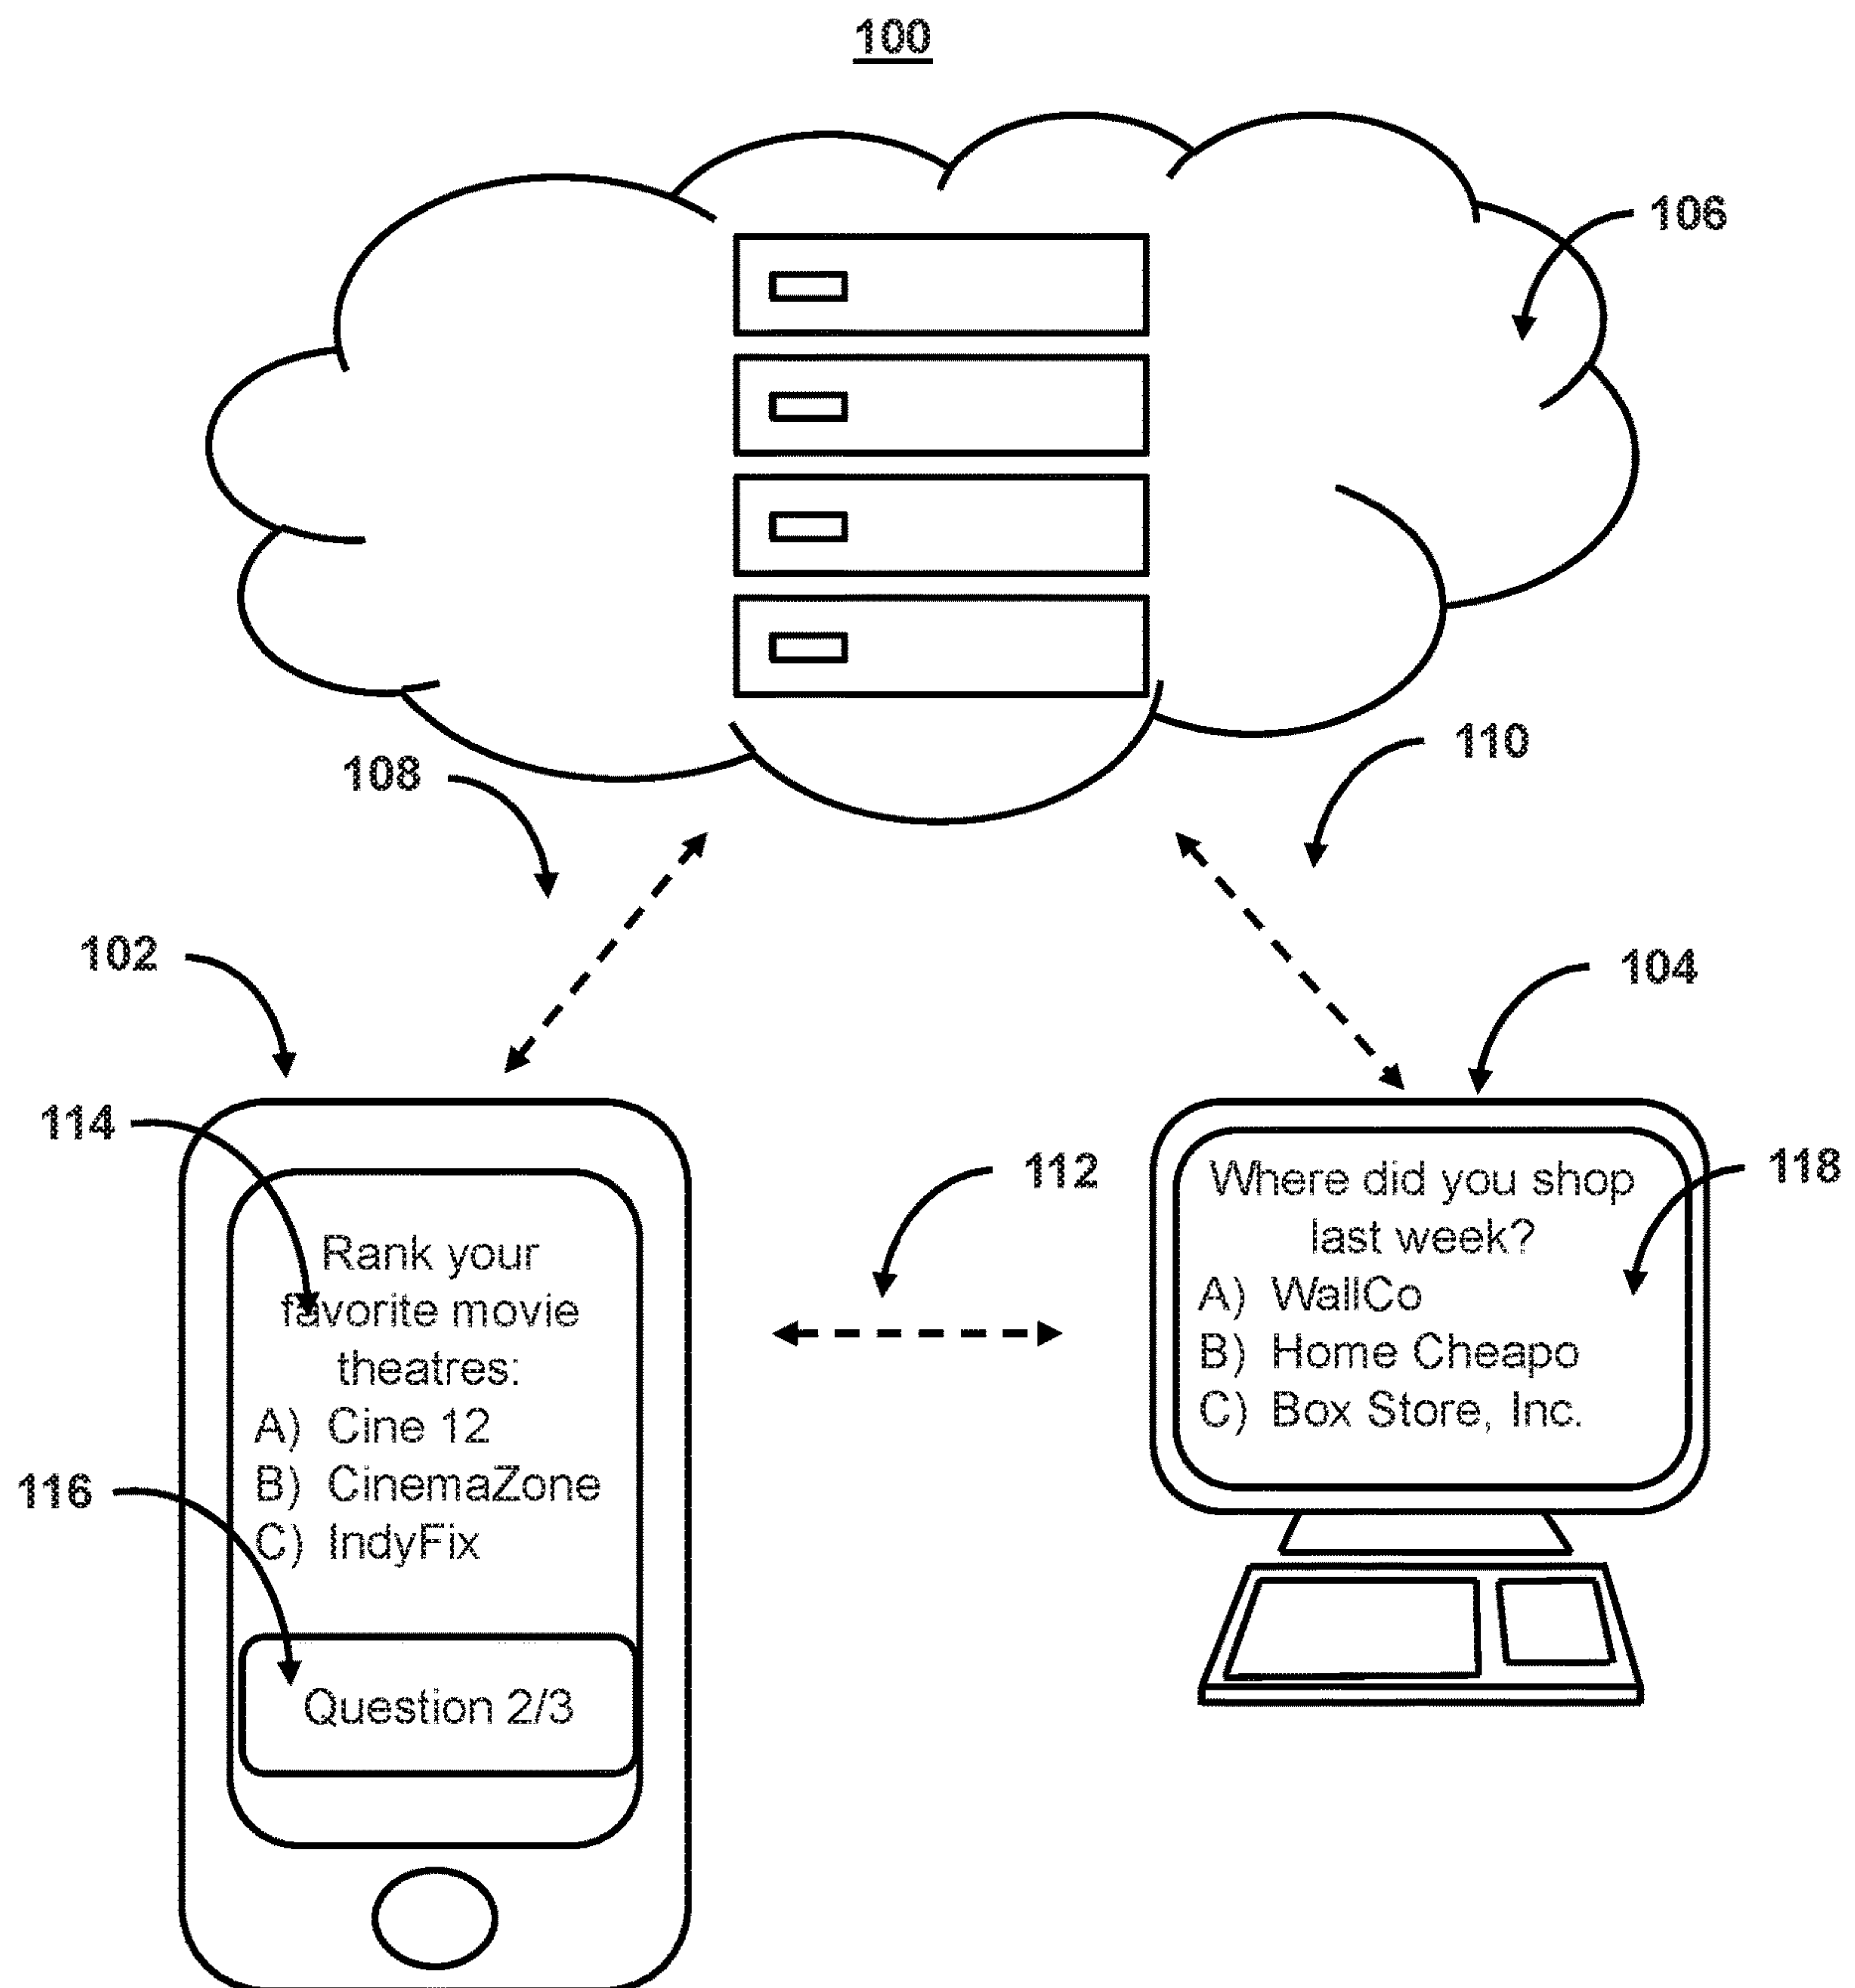 100
106
110
108
102
104
114
112
118
Where did you shop
last week?
A) WallCo
B) Home Cheapo
C) Box Store, Inc.
Rank your
favorite movie
theatres:
A) Cine 12
B) CinemaZone
C) IndyFix
116
Question 2/3